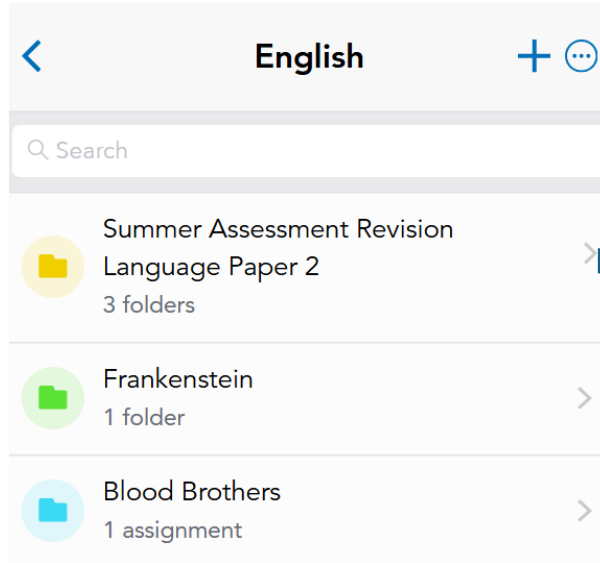 English
Search
Summer Assessment Revision
Language Paper 2
3 folders
Frankenstein
1 folder
Blood Brothers
1 assignment